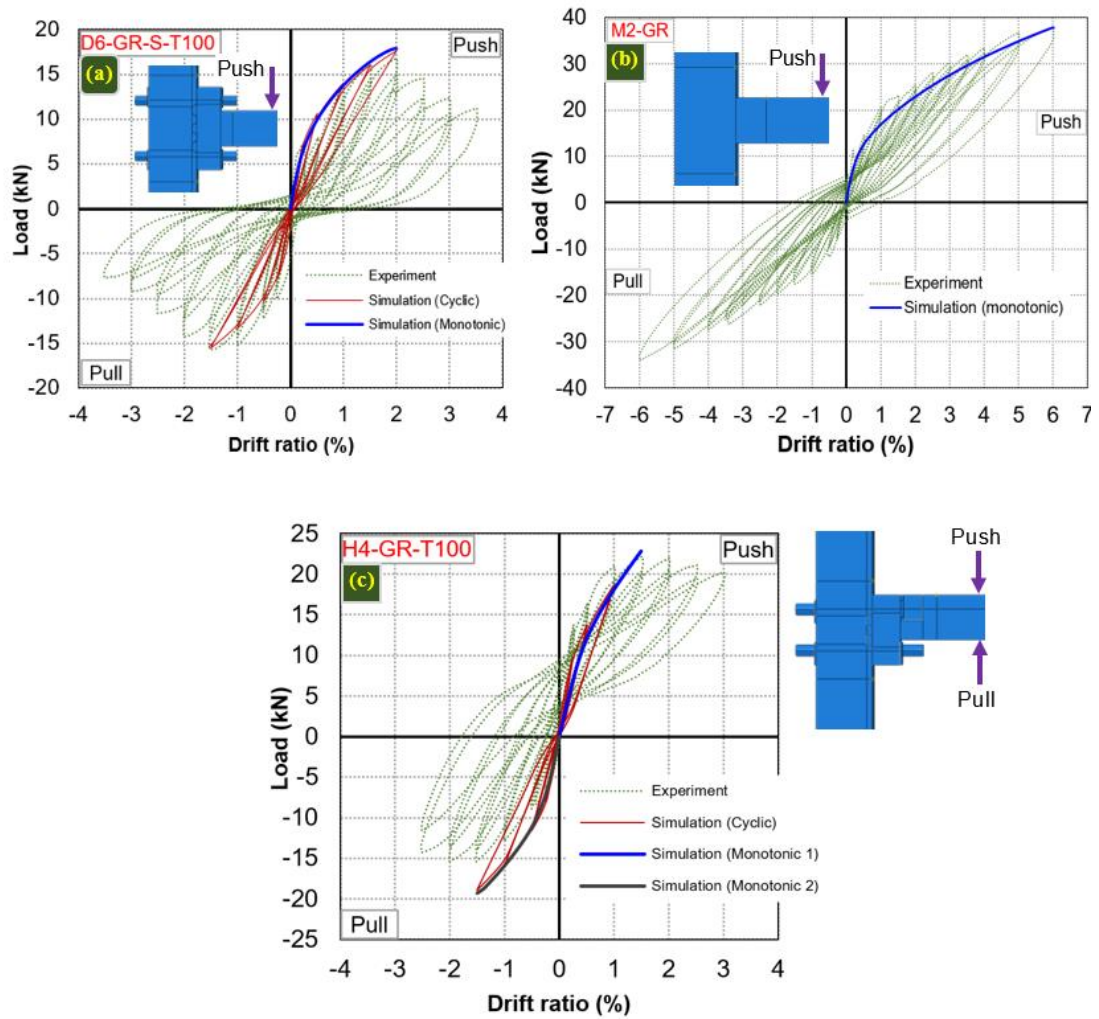 D6-GR-S-T100
(a)
Push
Push
Pull
Load (kN)
20
15
10
5
0
-5
-10
-15
-20
Experiment
Simulation (Cyclic)
Simulation (Monotonic)
-4 -3 -2 -1 0 1 2 3 4
Drift ratio (%)
M2-GR
(b)
Push
Push
Pull
Load (kN)
40
30
20
10
0
-10
-20
-30
-40
Experiment
Simulation (monotonic)
-7 -6 -5 -4 -3 -2 -1 0 1 2 3 4 5 6 7
Drift ratio (%)
H4-GR-T100
(c)
Push
Pull
Load (kN)
25
20
15
10
5
0
-5
-10
-15
-20
-25
Experiment
Simulation (Cyclic)
Simulation (Monotonic 1)
Simulation (Monotonic 2)
-4 -3 -2 -1 0 1 2 3 4
Drift ratio (%)
Push
Pull